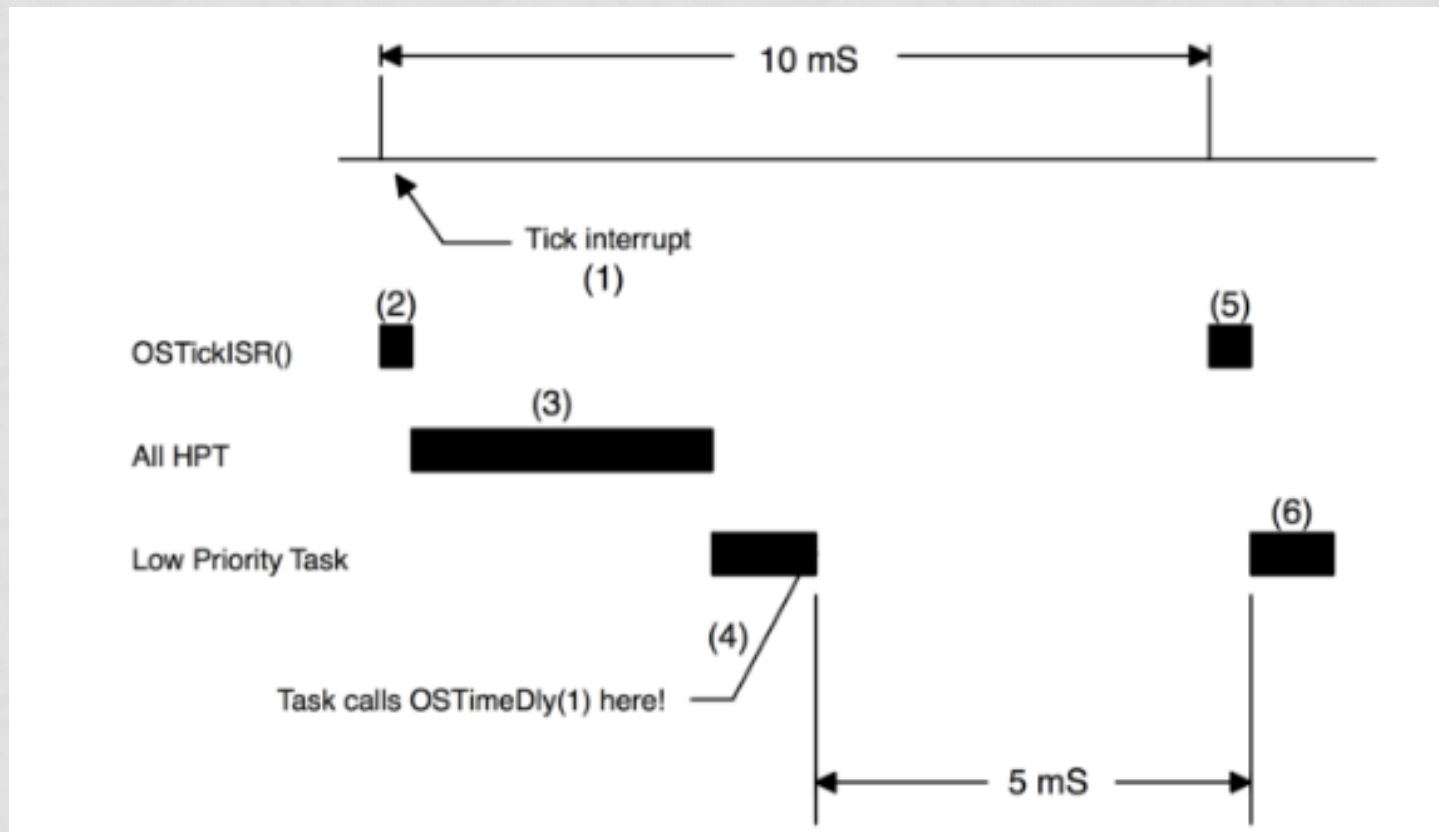 10 mS
Tick interrupt
(1)
(2)
(5)
OSTickISR()
(3)
All HPT
(6)
Low Priority Task
(4)
Task calls OSTimeDly(1) here!
5 mS